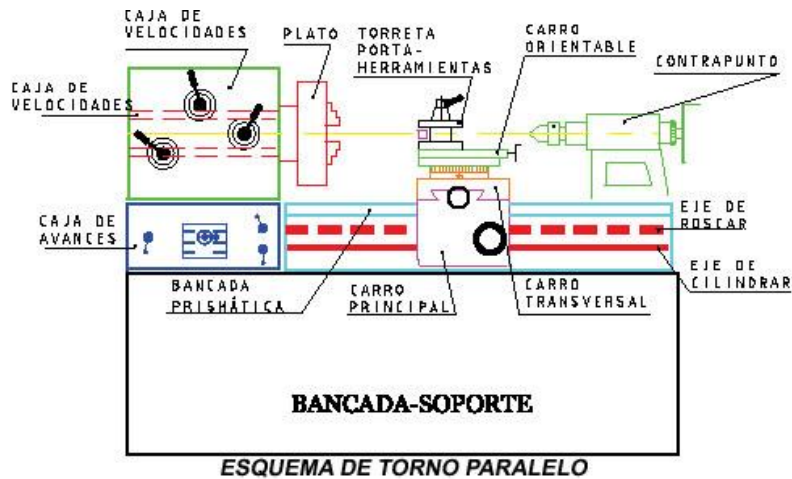 CAJA DE
VELOCIDADES
PLATO
TORRETA
PORTA-
HERRAMIENTAS
CARRO
ORIENTABLE
CONTRAPUNTO
CAJA DE
VELOCIDADES
CAJA DE
AVANCES
EJE DE
ROSCAR
EJE DE
CILINDRAR
BANCADA
PRISMÁTICA
CARRO
PRINCIPAL
CARRO
TRANSVERSAL
BANCADA-SOPORTE
ESQUEMA DE TORNO PARALELO